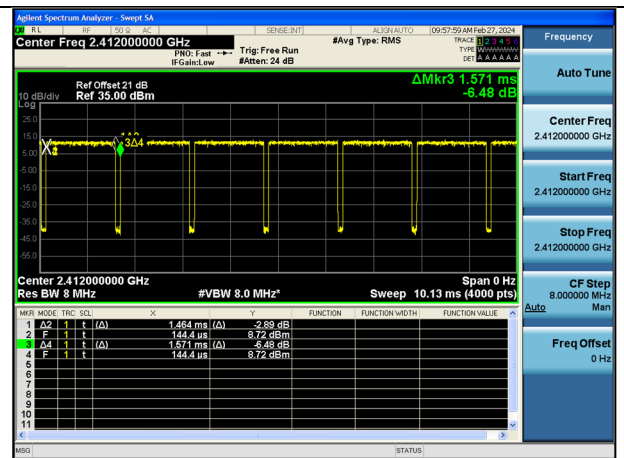 Agilent Spectrum Analyzer - Swept SA
RL RF 50 Ω AC SENSE:INT ALIGN AUTO 09:57:59 AM Feb 27, 2024
Center Freq 2.412000000 GHz
PNO: Fast
IFGain:Low
Trig: Free Run
#Atten: 24 dB
#Avg Type: RMS
TRACE 1 2 3 4 5 6
TYPE
DET A A A A A A
Ref Offset 21 dB
10 dB/div Ref 35.00 dBm
Log
ΔMkr3 1.571 ms
-6.48 dB
25.0
15.0
5.00
-5.00
-15.0
-25.0
-35.0
-45.0
-55.0
3Δ4
Center 2.412000000 GHz Span 0 Hz
Res BW 8 MHz #VBW 8.0 MHz* Sweep 10.13 ms (4000 pts)
MKR MODE TRC SCL X Y FUNCTION FUNCTION WIDTH FUNCTION VALUE
1 Δ2 1 t (Δ) 1.464 ms (Δ) -2.89 dB
2 F 1 t 144.4 µs 8.72 dBm
3 Δ4 1 t (Δ) 1.571 ms (Δ) -6.48 dB
4 F 1 t 144.4 µs 8.72 dBm
5
6
7
8
9
10
11
MSG STATUS
Frequency
Auto Tune
Center Freq
2.412000000 GHz
Start Freq
2.412000000 GHz
Stop Freq
2.412000000 GHz
CF Step
8.000000 MHz
Auto Man
Freq Offset
0 Hz